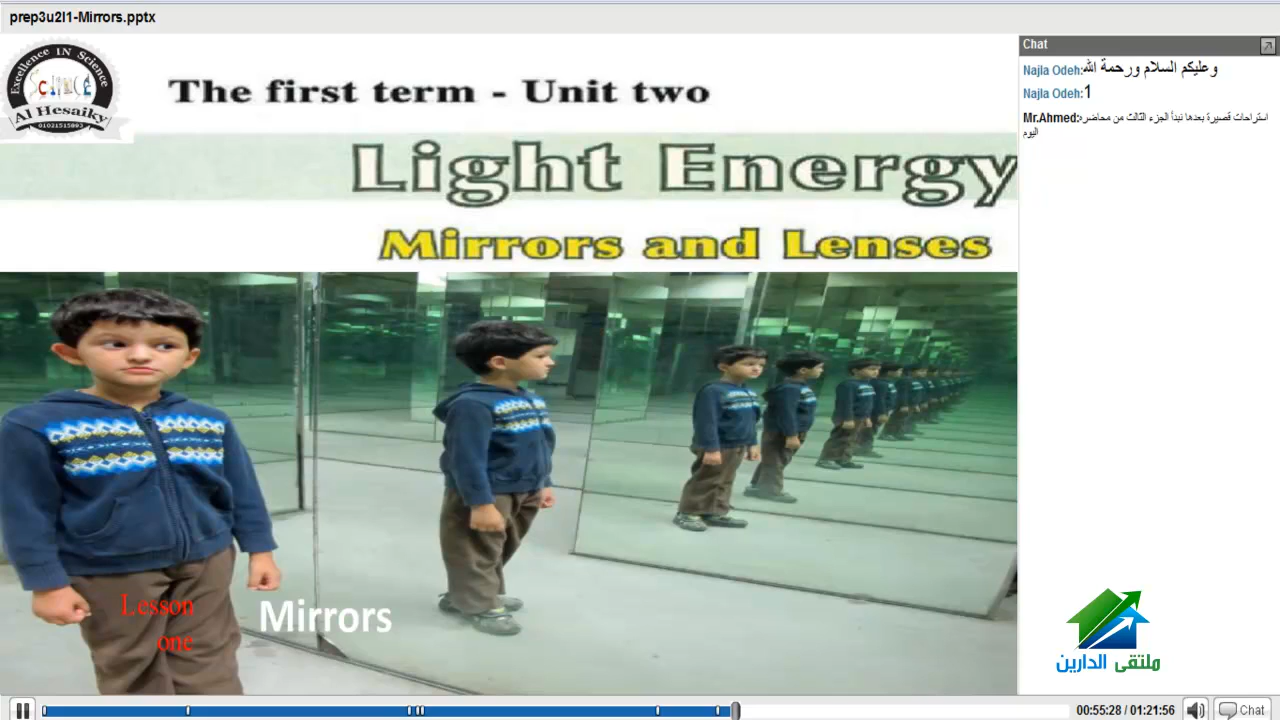 prep3u2l1-Mirrors.pptx
Excellence IN Science
Science
Al Hesaiky
01021515893
The first term - Unit two
Light Energy
Mirrors and Lenses
Lesson
one
Mirrors
Chat
Najla Odeh:وعليكم السلام ورحمة الله
Najla Odeh:1
Mr.Ahmed:استراحات قصيرة بعدها نبدأ الجزء الثالث من محاضره
اليوم
ملتقى الدارين
00:55:28 / 01:21:56
Chat